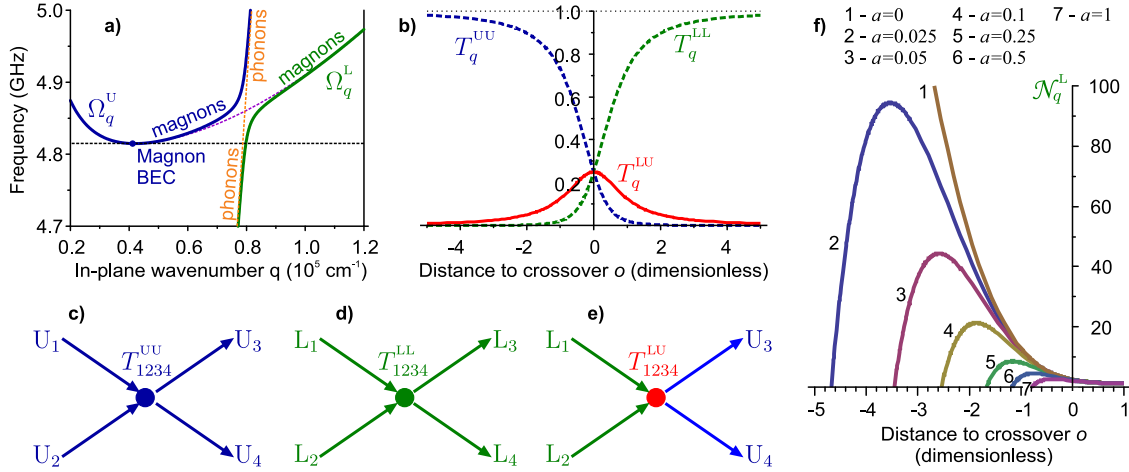 a)
5.0
4.9
4.8
4.7
Frequency (GHz)
Ω_q^U
magnons
phonons
magnons
Ω_q^L
Magnon
BEC
phonons
0.2 0.4 0.6 0.8 1.0 1.2
In-plane wavenumber q (10^5 cm^-1)
b)
T_q^UU
T_q^LL
T_q^LU
1.0
0.8
0.6
0.4
0.2
-4 -2 0 2 4
Distance to crossover o (dimensionless)
c)
U_1 U_3
T_1234^UU
U_2 U_4
d)
L_1 L_3
T_1234^LL
L_2 L_4
e)
L_1 U_3
T_1234^LU
L_2 U_4
f)
1 - a=0 4 - a=0.1 7 - a=1
2 - a=0.025 5 - a=0.25
3 - a=0.05 6 - a=0.5
𝒩_q^L
100
80
60
40
20
1
2
3
4
5
6
7
-5 -4 -3 -2 -1 0 1
Distance to crossover o
(dimensionless)